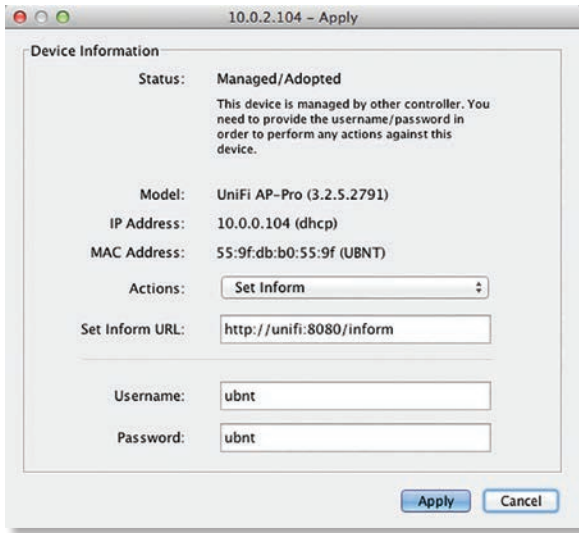 10.0.2.104 – Apply
Device Information
Status: Managed/Adopted
This device is managed by other controller. You
need to provide the username/password in
order to perform any actions against this
device.
Model: UniFi AP-Pro (3.2.5.2791)
IP Address: 10.0.0.104 (dhcp)
MAC Address: 55:9f:db:b0:55:9f (UBNT)
Actions: Set Inform
Set Inform URL: http://unifi:8080/inform
Username: ubnt
Password: ubnt
Apply Cancel